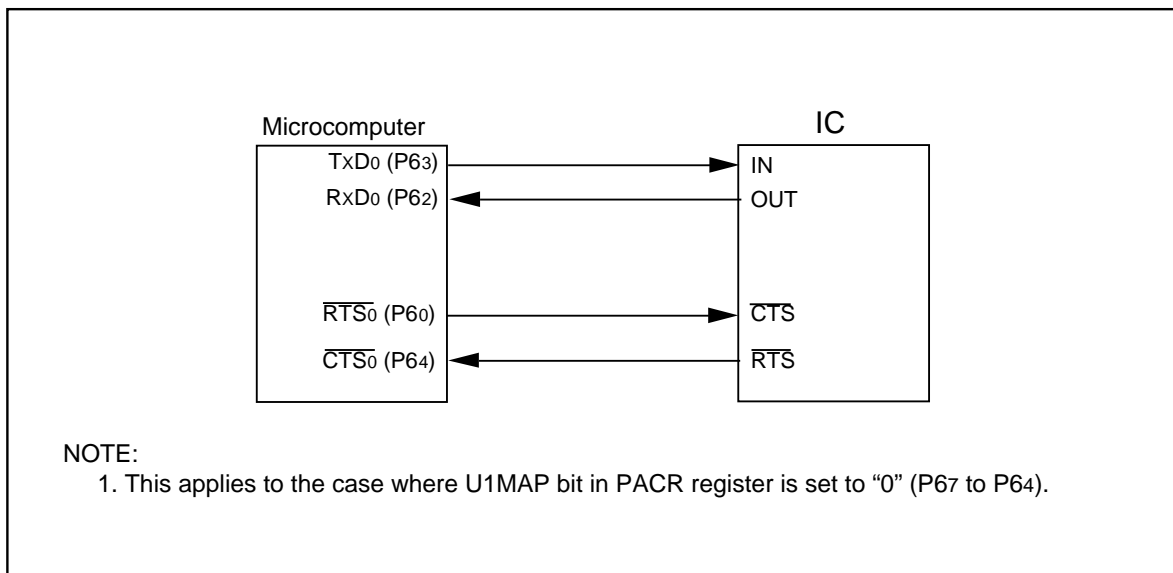 Microcomputer
IC
TxD0 (P63)
IN
RxD0 (P62)
OUT
RTS0 (P60)
CTS
CTS0 (P64)
RTS
NOTE:
1. This applies to the case where U1MAP bit in PACR register is set to “0” (P67 to P64).